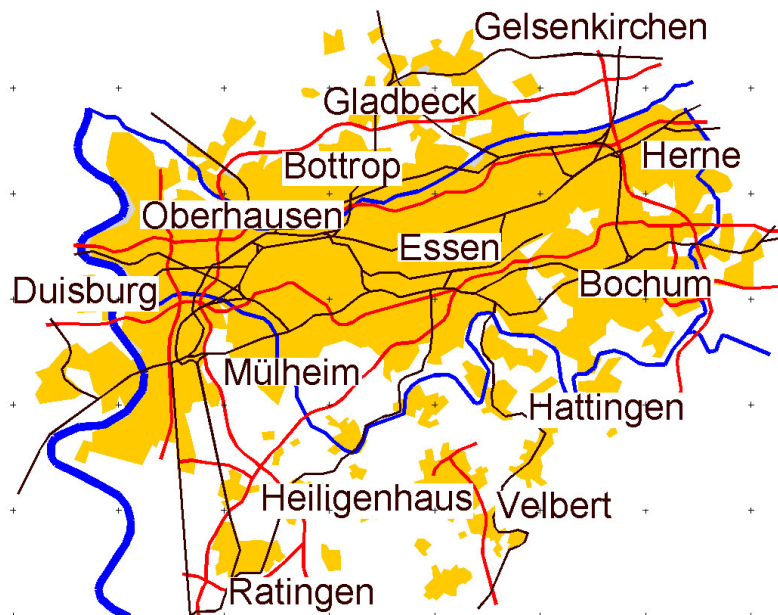 Gelsenkirchen
Gladbeck
Bottrop
Herne
Oberhausen
Essen
Duisburg
Bochum
Mülheim
Hattingen
Heiligenhaus
Velbert
Ratingen